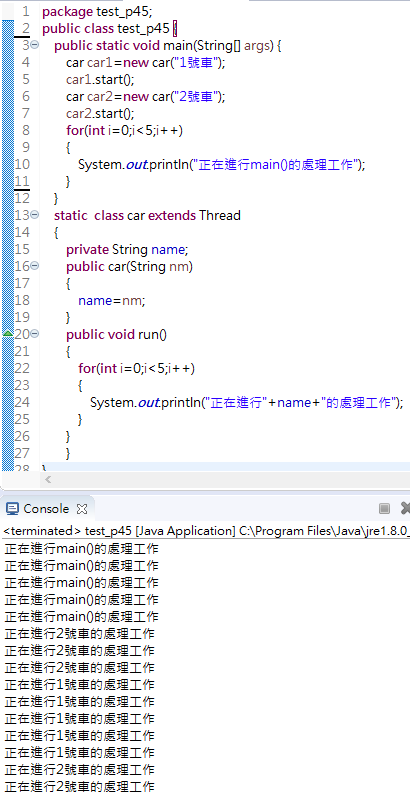 1 package test_p45;
2 public class test_p45 {
3 public static void main(String[] args) {
4 car car1=new car("1號車");
5 car1.start();
6 car car2=new car("2號車");
7 car2.start();
8 for(int i=0;i<5;i++)
9 {
10 System.out.println("正在進行main()的處理工作");
11 }
12 }
13 static class car extends Thread
14 {
15 private String name;
16 public car(String nm)
17 {
18 name=nm;
19 }
20 public void run()
21 {
22 for(int i=0;i<5;i++)
23 {
24 System.out.println("正在進行"+name+"的處理工作");
25 }
26 }
27 }
28 }
Console
<terminated> test_p45 [Java Application] C:\Program Files\Java\jre1.8.0_
正在進行main()的處理工作
正在進行main()的處理工作
正在進行main()的處理工作
正在進行main()的處理工作
正在進行main()的處理工作
正在進行2號車的處理工作
正在進行2號車的處理工作
正在進行2號車的處理工作
正在進行1號車的處理工作
正在進行1號車的處理工作
正在進行1號車的處理工作
正在進行1號車的處理工作
正在進行1號車的處理工作
正在進行2號車的處理工作
正在進行2號車的處理工作